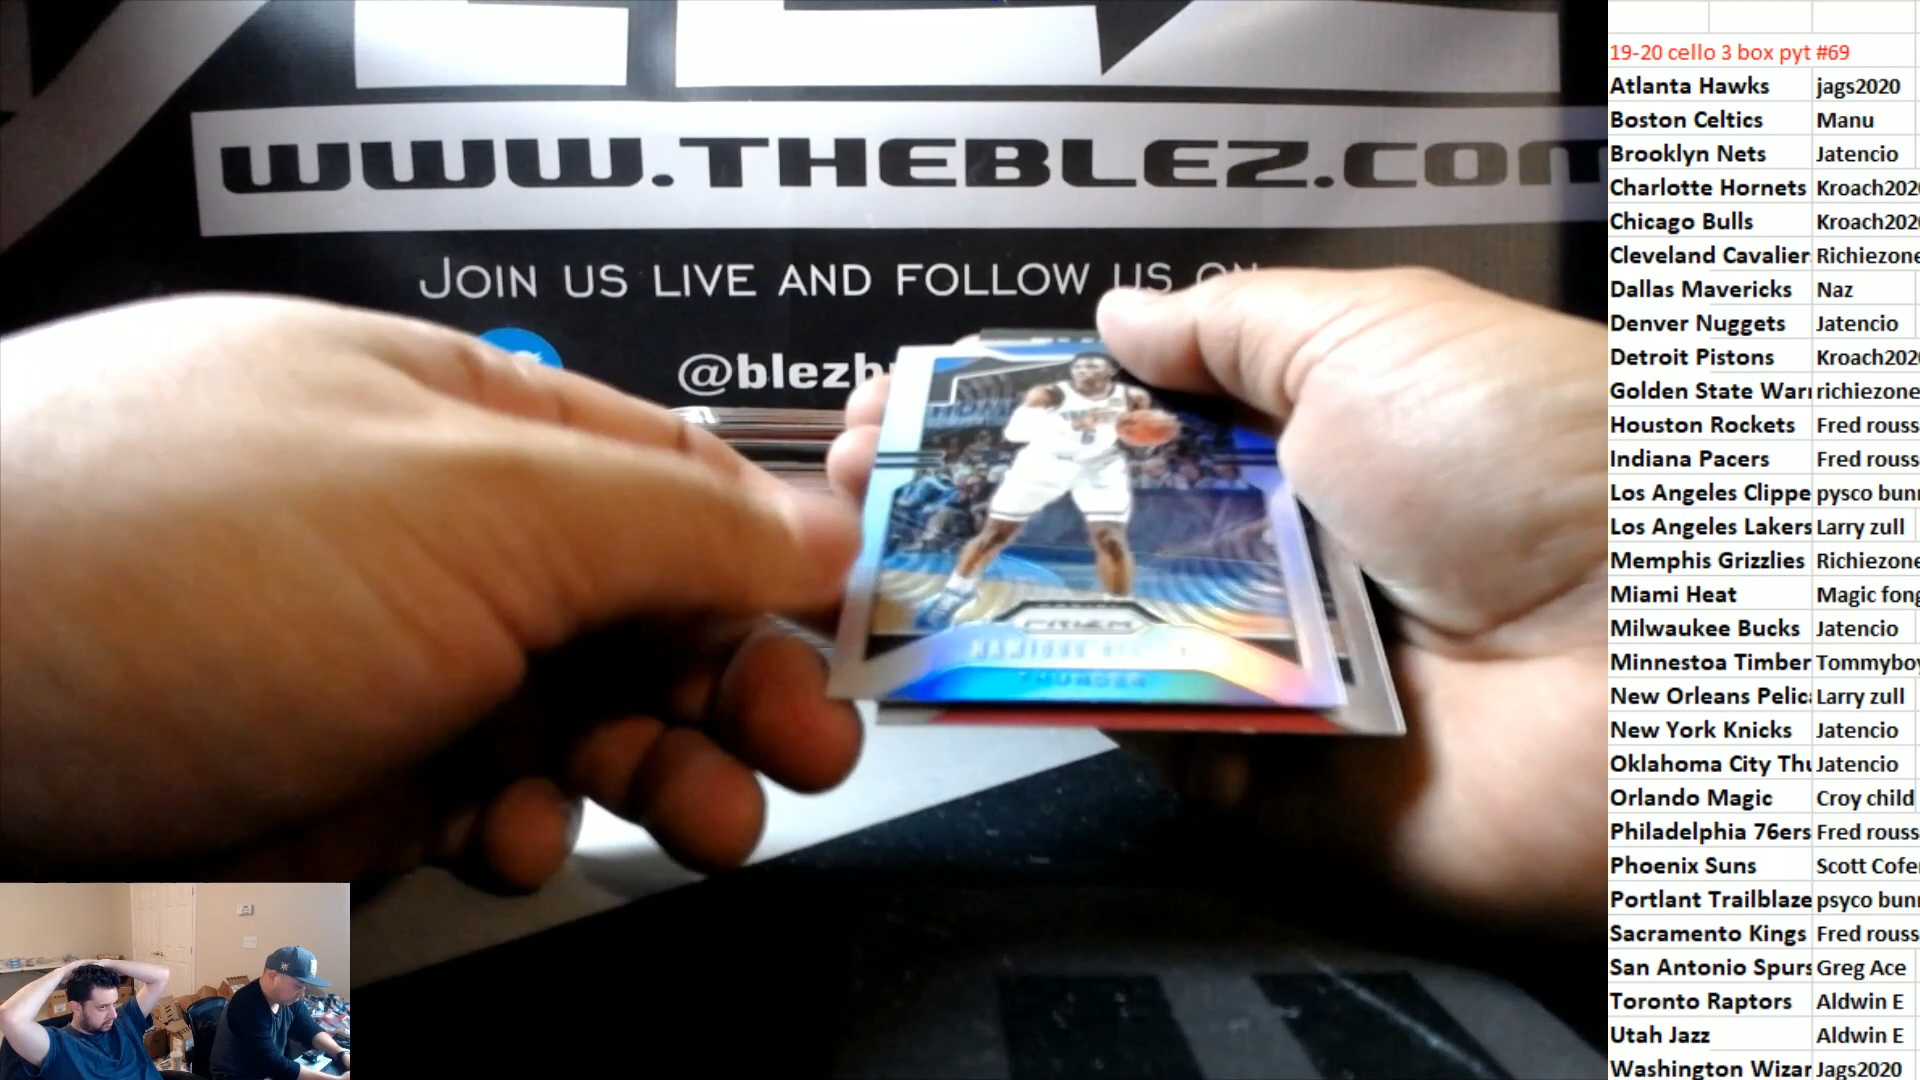 WWW.THEBLEZ.COM
JOIN US LIVE AND FOLLOW US ON
@blezb
PRIZM
THUNDER
19-20 cello 3 box pyt #69
Atlanta Hawks jags2020
Boston Celtics Manu
Brooklyn Nets Jatencio
Charlotte Hornets Kroach202
Chicago Bulls Kroach202
Cleveland Cavalier Richiezone
Dallas Mavericks Naz
Denver Nuggets Jatencio
Detroit Pistons Kroach202
Golden State Warr richiezone
Houston Rockets Fred rouss
Indiana Pacers Fred rouss
Los Angeles Clippe pysco bun
Los Angeles Lakers Larry zull
Memphis Grizzlies Richiezone
Miami Heat Magic fong
Milwaukee Bucks Jatencio
Minnestoa Timber Tommyboy
New Orleans Pelic Larry zull
New York Knicks Jatencio
Oklahoma City Thu Jatencio
Orlando Magic Croy child
Philadelphia 76ers Fred rouss
Phoenix Suns Scott Cofe
Portlant Trailblaze psyco bun
Sacramento Kings Fred rouss
San Antonio Spurs Greg Ace
Toronto Raptors Aldwin E
Utah Jazz Aldwin E
Washington Wizar Jags2020